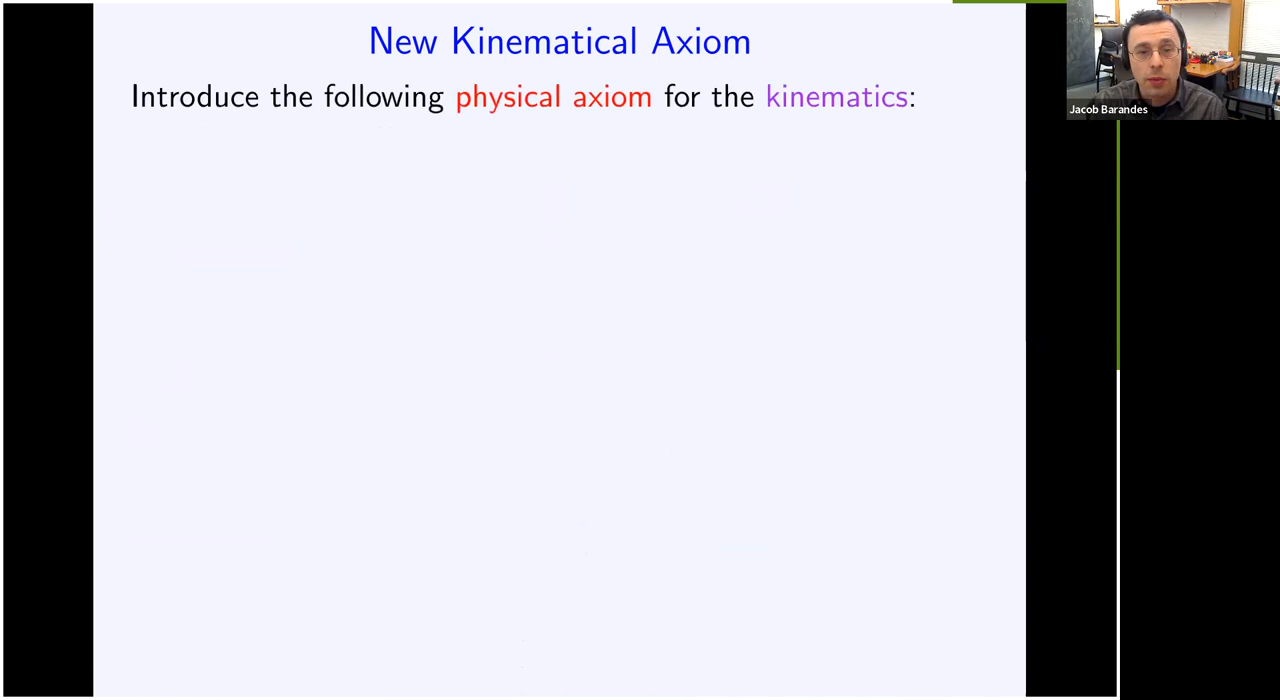 New Kinematical Axiom
Introduce the following physical axiom for the kinematics:
Jacob Barandes